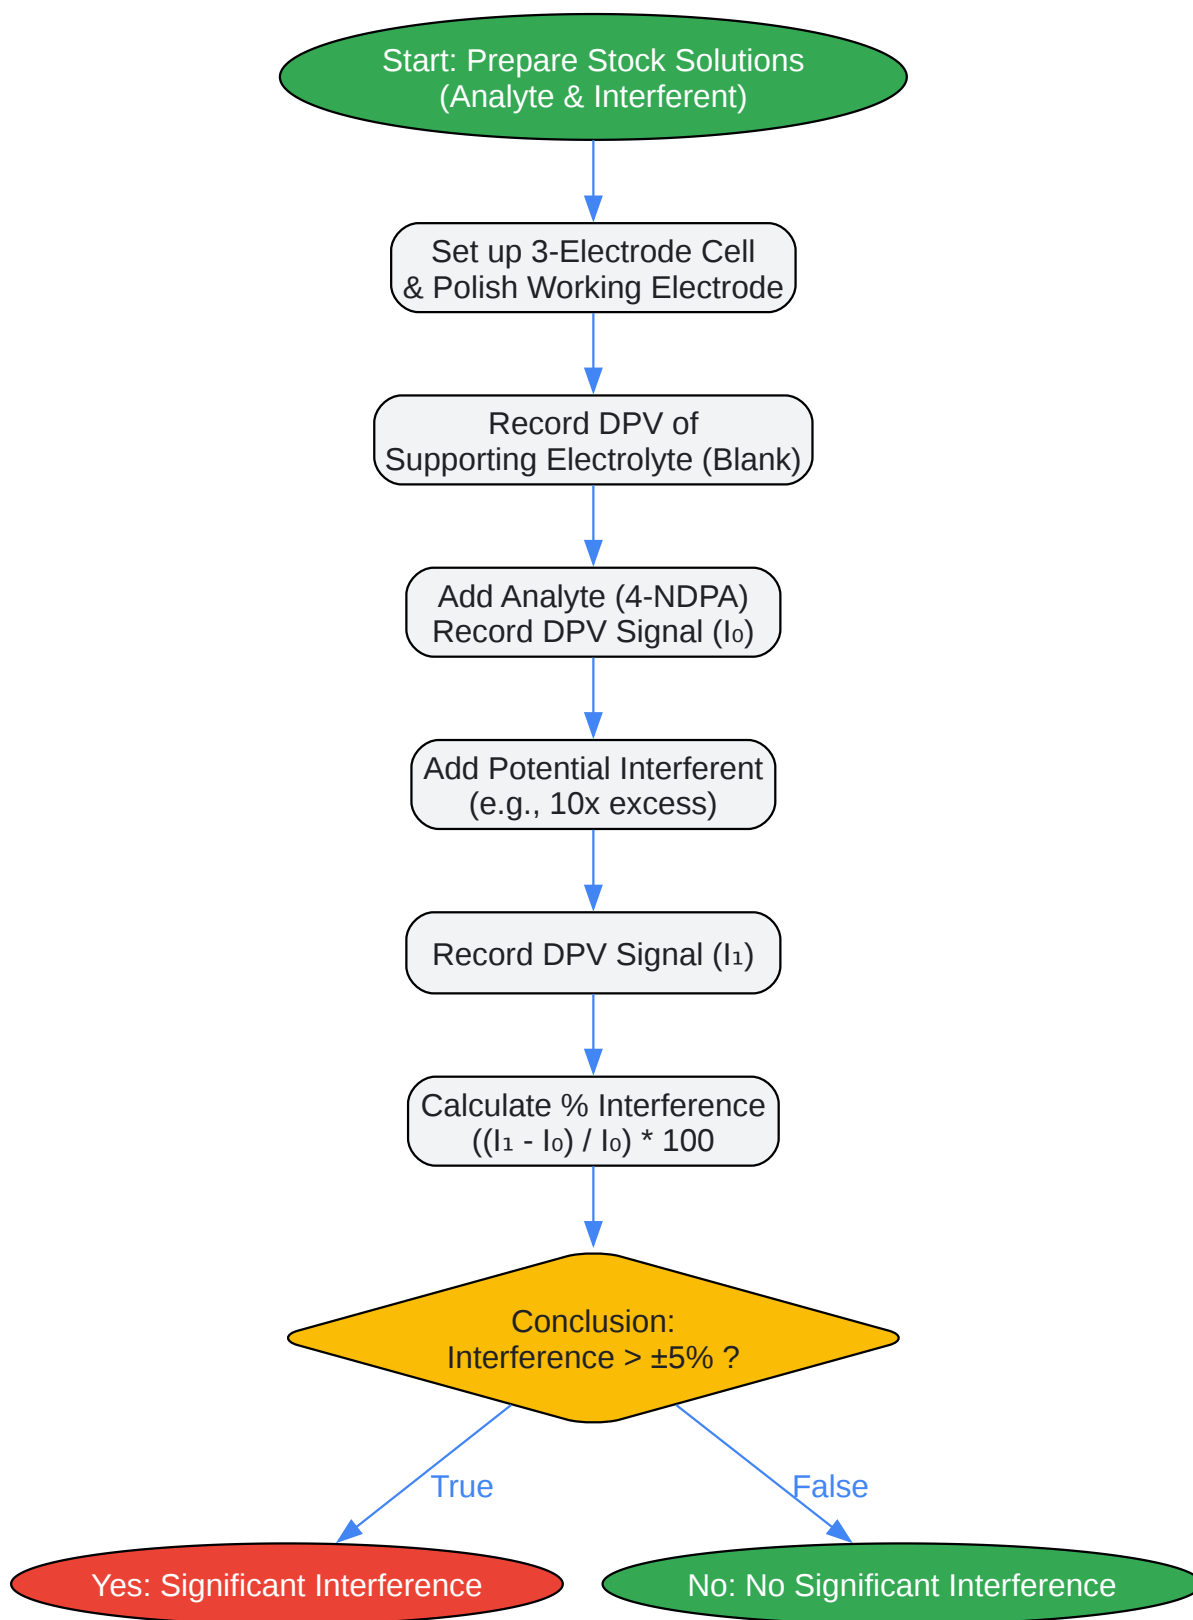 Start: Prepare Stock Solutions
(Analyte & Interferent)
Set up 3-Electrode Cell
& Polish Working Electrode
Record DPV of
Supporting Electrolyte (Blank)
Add Analyte (4-NDPA)
Record DPV Signal (I₀)
Add Potential Interferent
(e.g., 10x excess)
Record DPV Signal (I₁)
Calculate % Interference
((I₁ - I₀) / I₀) * 100
Conclusion:
Interference > ±5% ?
True
False
Yes: Significant Interference
No: No Significant Interference